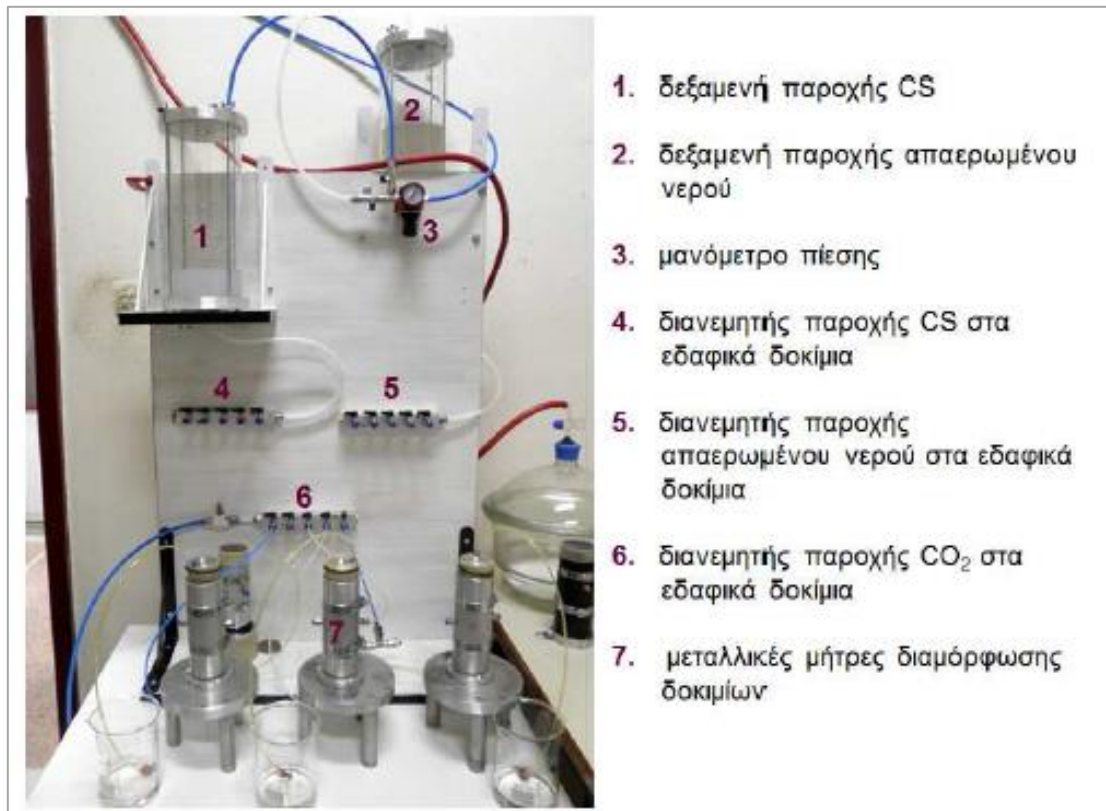 1. δεξαμενή παροχής CS
2. δεξαμενή παροχής απαερωμένου
νερού
3. μανόμετρο πίεσης
4. διανεμητής παροχής CS στα
εδαφικά δοκίμια
5. διανεμητής παροχής
απαερωμένου νερού στα εδαφικά
δοκίμια
6. διανεμητής παροχής CO₂ στα
εδαφικά δοκίμια
7. μεταλλικές μήτρες διαμόρφωσης
δοκιμίων
1
2
3
4
5
6
7